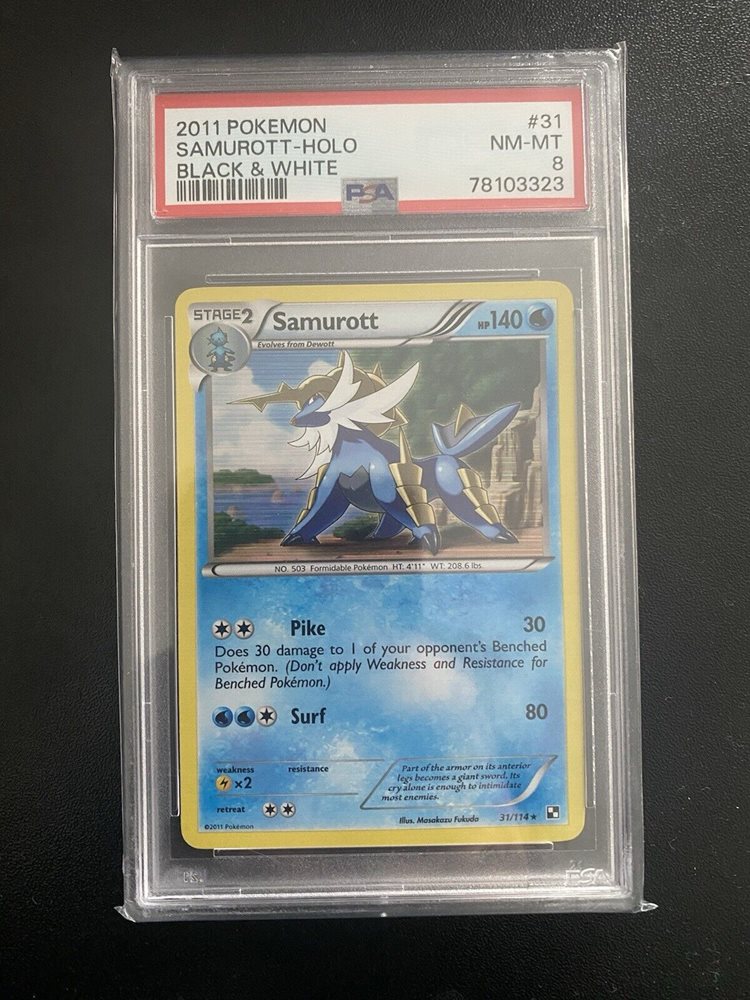 2011 POKEMON #31
SAMUROTT-HOLO NM-MT
BLACK & WHITE 8
PSA 78103323
STAGE2 Samurott HP140
Evolves from Dewott
NO. 503 Formidable Pokémon HT: 4'11" WT: 208.6 lbs.
Pike 30
Does 30 damage to 1 of your opponent's Benched
Pokémon. (Don't apply Weakness and Resistance for
Benched Pokémon.)
Surf 80
weakness resistance
×2
retreat
Part of the armor on its anterior
legs becomes a giant sword. Its
cry alone is enough to intimidate
most enemies.
©2011 Pokémon
Illus. Masakazu Fukuda 31/114★
PSA